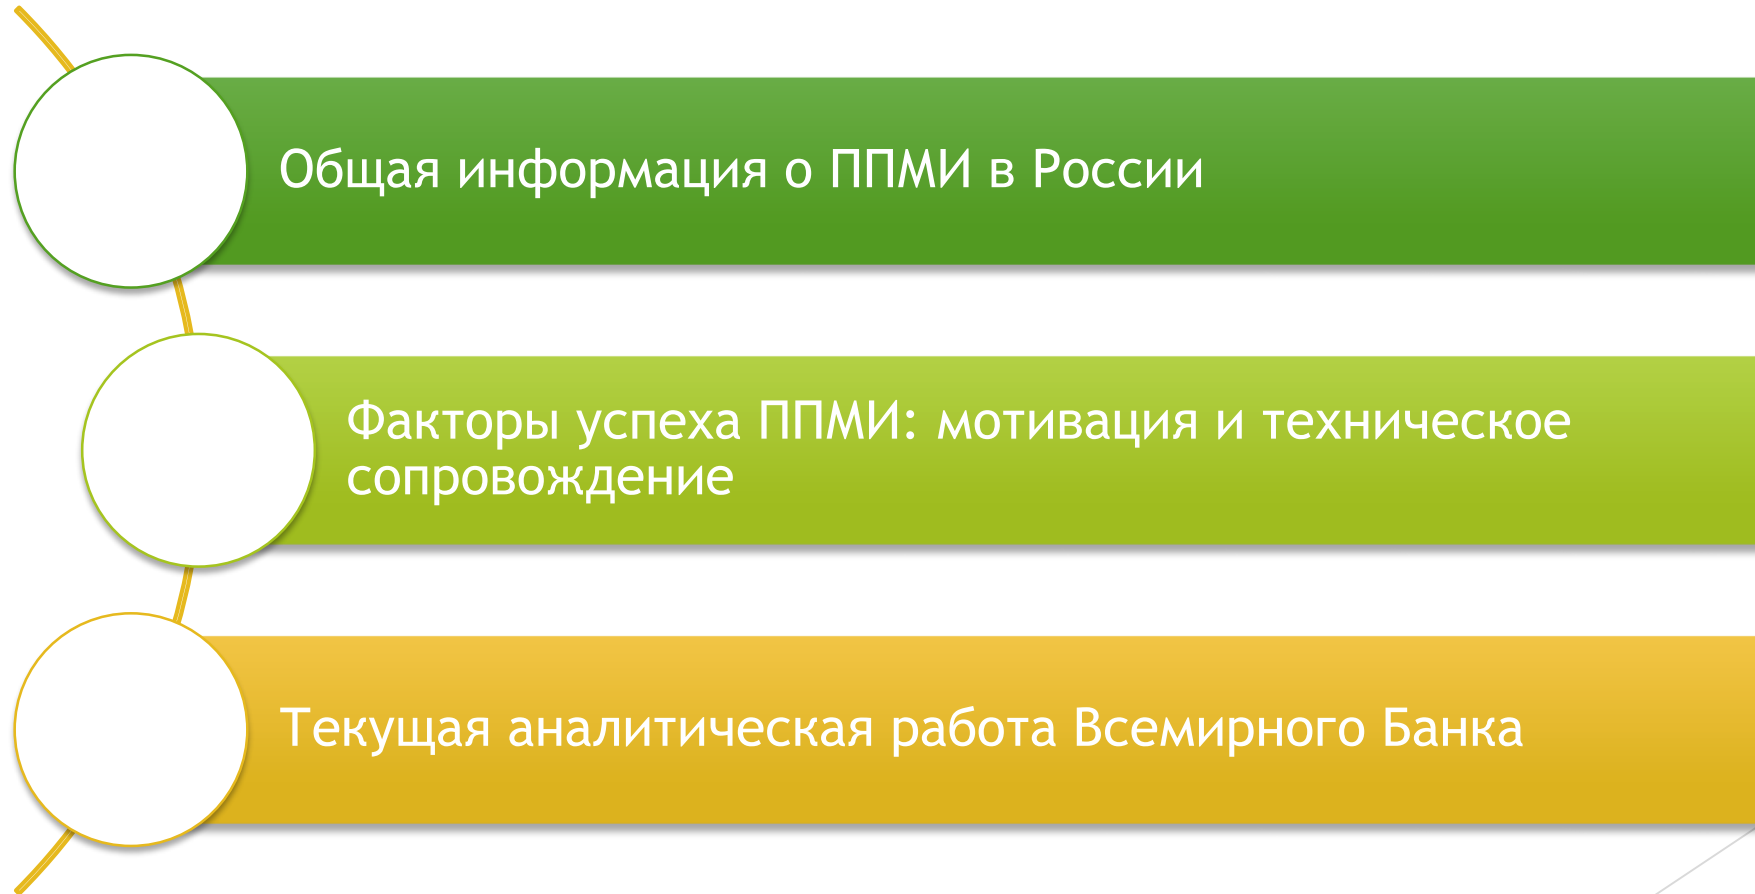 Общая информация о ППМИ в России
Факторы успеха ППМИ: мотивация и техническое
сопровождение
Текущая аналитическая работа Всемирного Банка